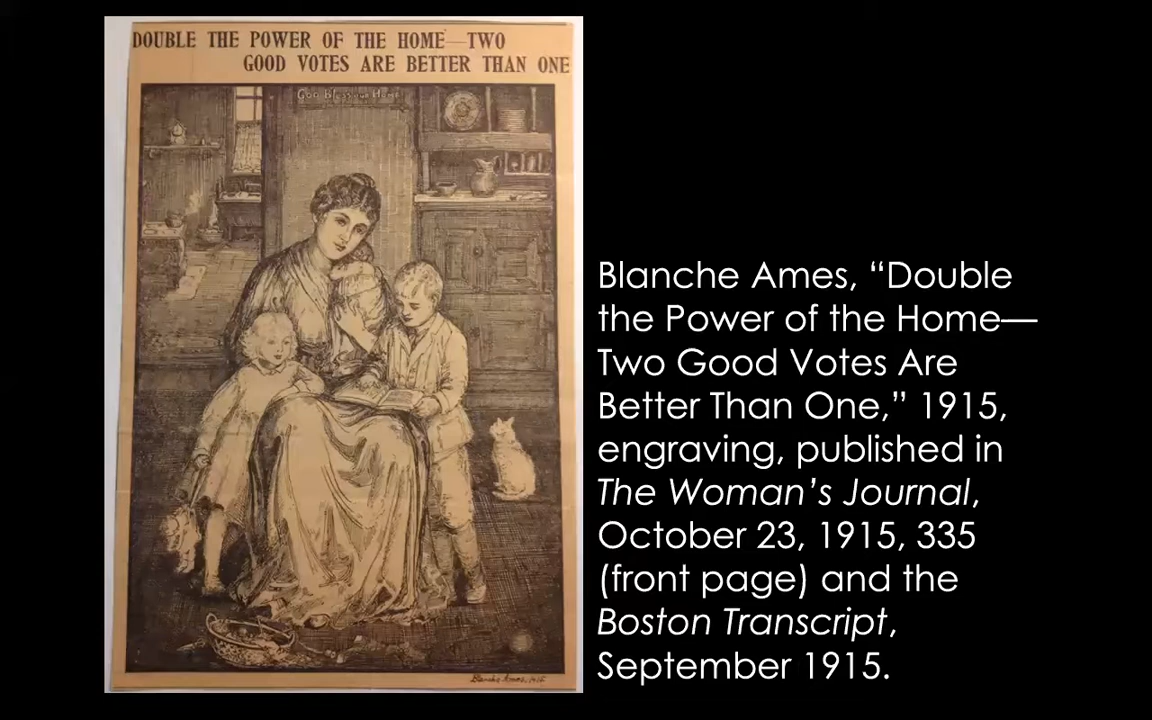 DOUBLE THE POWER OF THE HOME—TWO
GOOD VOTES ARE BETTER THAN ONE
God Bless our Home
Blanche Ames, 1915
Blanche Ames, “Double
the Power of the Home—
Two Good Votes Are
Better Than One,” 1915,
engraving, published in
The Woman’s Journal,
October 23, 1915, 335
(front page) and the
Boston Transcript,
September 1915.